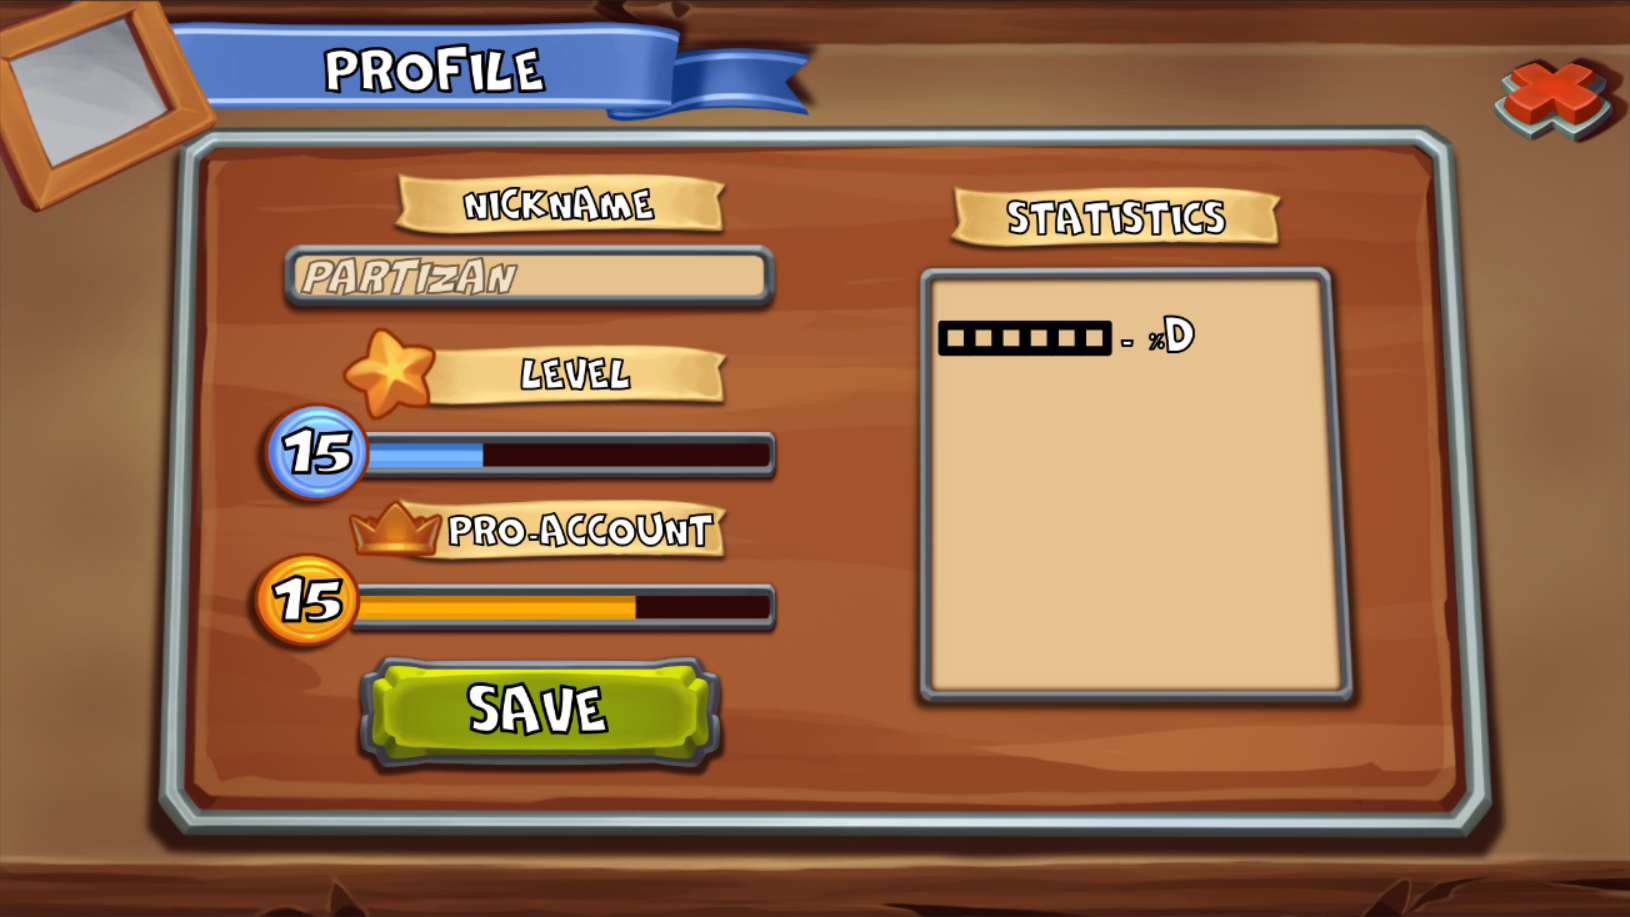 PROFILE
NICKNAME
PARTIZAN
LEVEL
15
PRO-ACCOUNT
15
SAVE
STATISTICS
□□□□□□ - %D